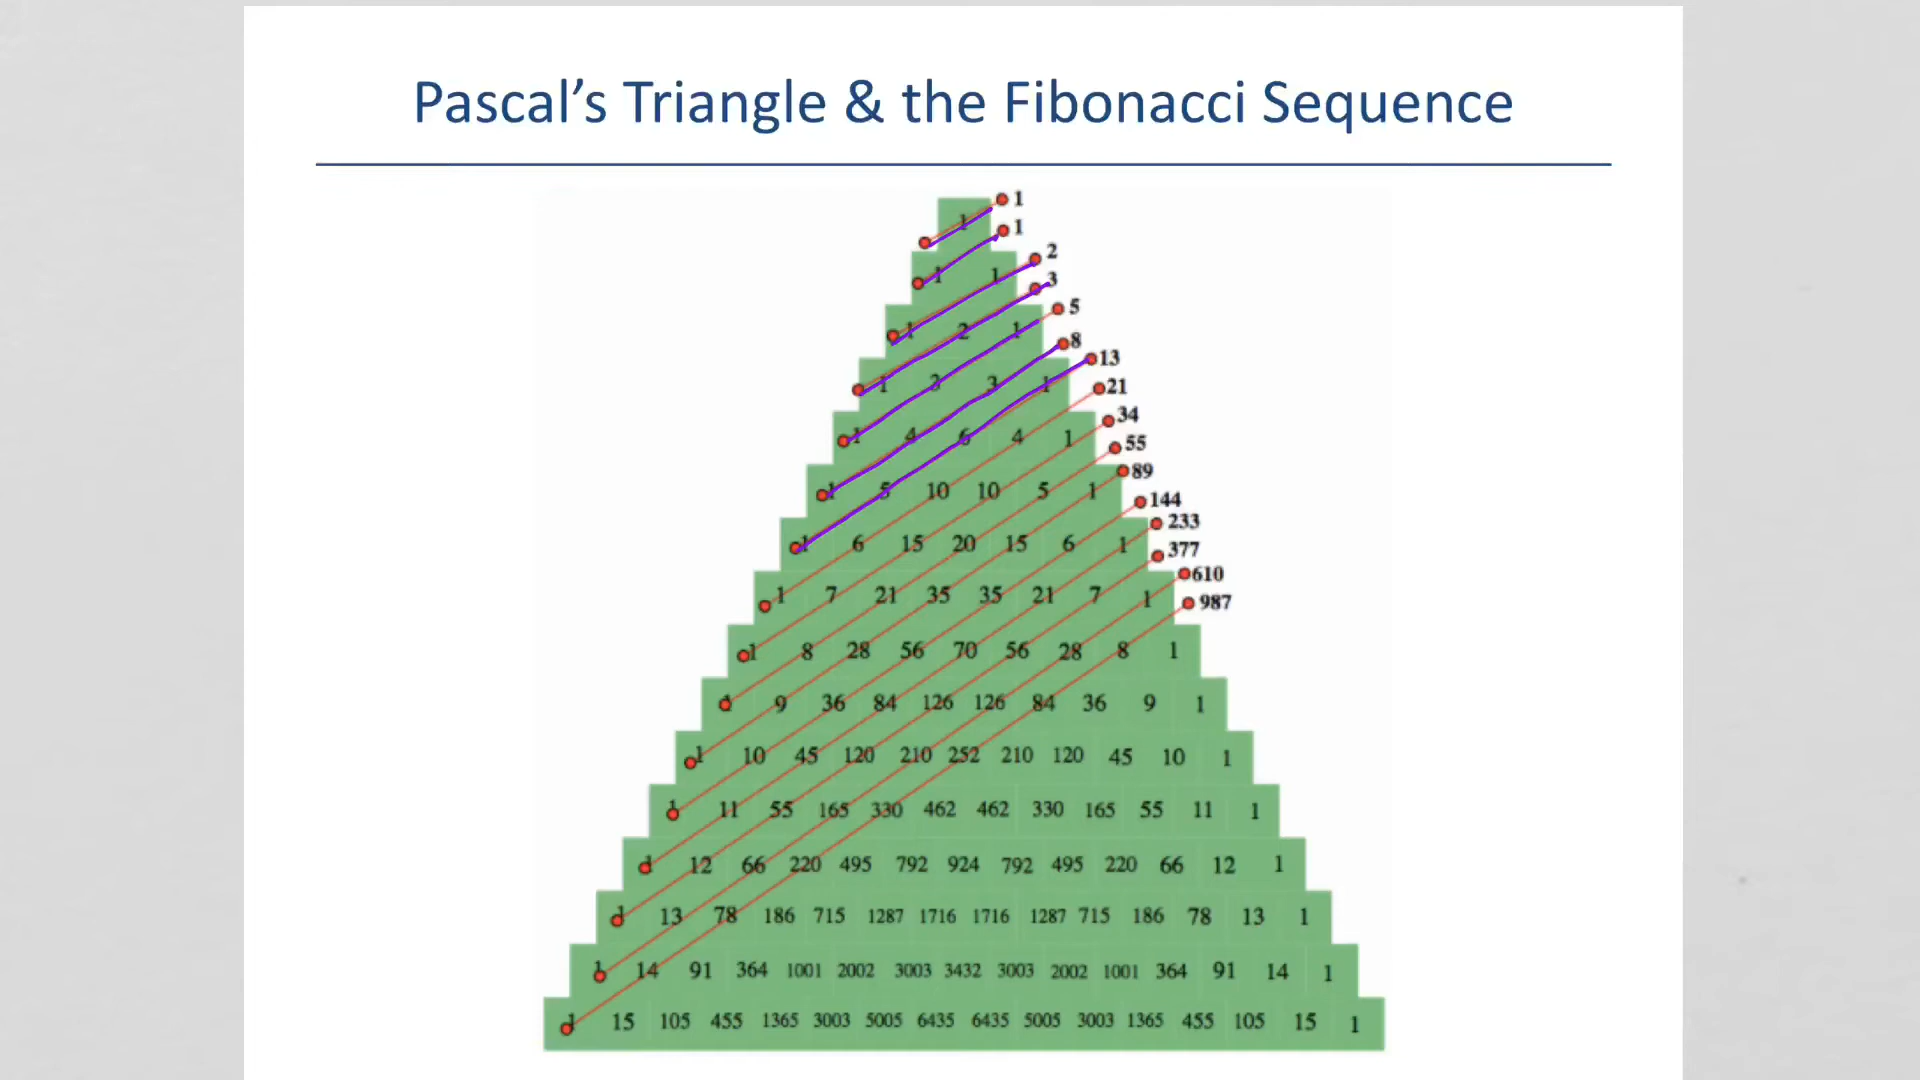 Pascal's Triangle & the Fibonacci Sequence
1
1 1
1 2 1
1 3 3 1
1 4 6 4 1
1 5 10 10 5 1
1 6 15 20 15 6 1
1 7 21 35 35 21 7 1
1 8 28 56 70 56 28 8 1
1 9 36 84 126 126 84 36 9 1
1 10 45 120 210 252 210 120 45 10 1
1 11 55 165 330 462 462 330 165 55 11 1
1 12 66 220 495 792 924 792 495 220 66 12 1
1 13 78 186 715 1287 1716 1716 1287 715 186 78 13 1
1 14 91 364 1001 2002 3003 3432 3003 2002 1001 364 91 14 1
1 15 105 455 1365 3003 5005 6435 6435 5005 3003 1365 455 105 15 1
1
1
2
3
5
8
13
21
34
55
89
144
233
377
610
987